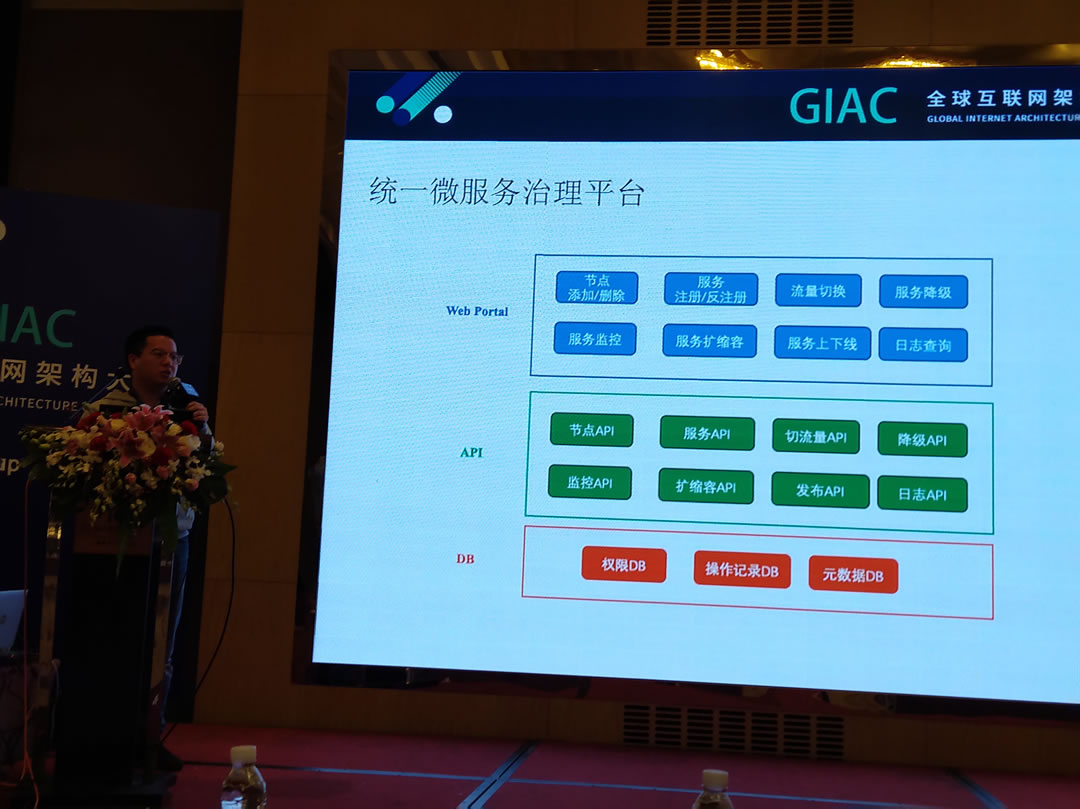 GIAC
全球互联网架
GLOBAL INTERNET ARCHITECTUR
统一微服务治理平台
Web Portal
节点
添加/删除
服务
注册/反注册
流量切换
服务降级
服务监控
服务扩缩容
服务上下线
日志查询
API
节点API
服务API
切流量API
降级API
监控API
扩缩容API
发布API
日志API
DB
权限DB
操作记录DB
元数据DB
IAC
网架构大
CHITECTURE
up